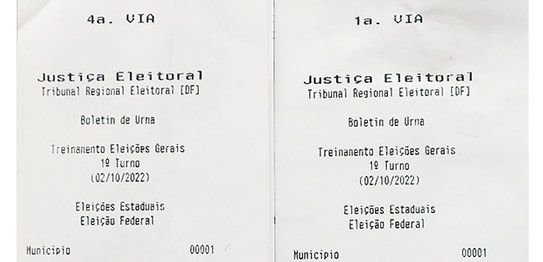 4a. VIA
Justiça Eleitoral
Tribunal Regional Eleitoral [DF]
Boletin de Urna
Treinamento Eleições Gerais
1º Turno
(02/10/2022)
Eleições Estaduais
Eleição Federal
Município 00001
1a. VIA
Justiça Eleitoral
Tribunal Regional Eleitoral [DF]
Boletin de Urna
Treinamento Eleições Gerais
1º Turno
(02/10/2022)
Eleições Estaduais
Eleição Federal
Município 00001